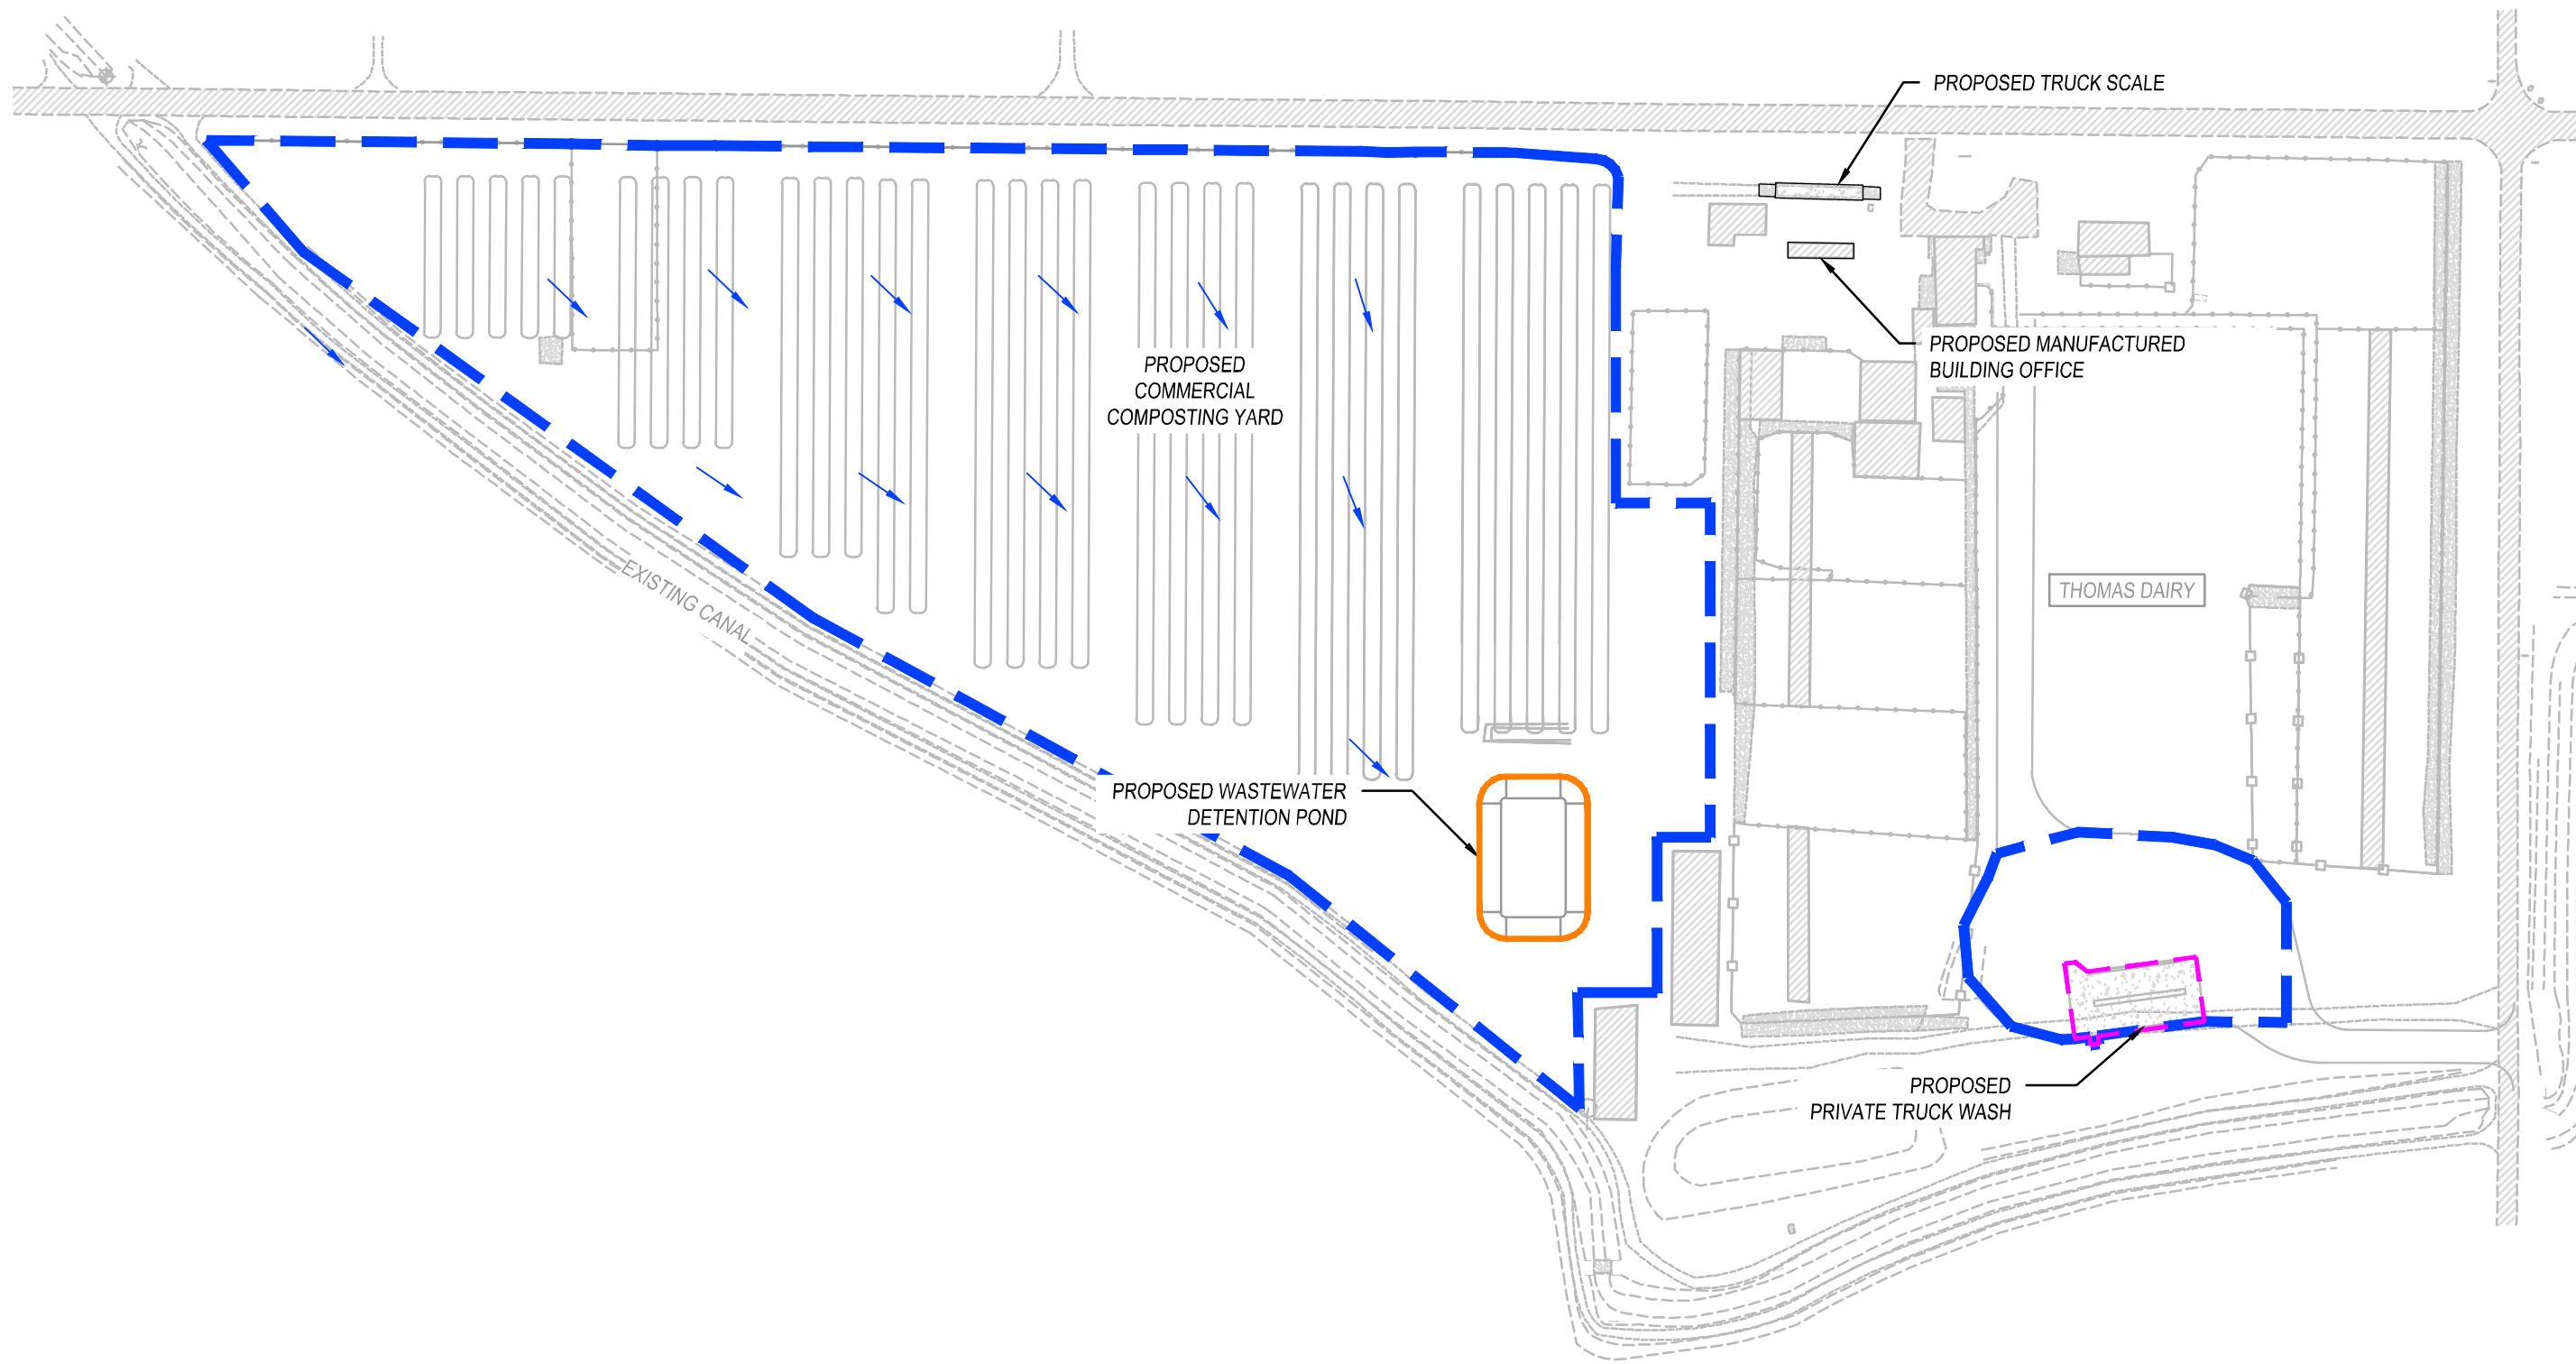 PROPOSED TRUCK SCALE
PROPOSED MANUFACTURED
BUILDING OFFICE
PROPOSED
COMMERCIAL
COMPOSTING YARD
EXISTING CANAL
THOMAS DAIRY
PROPOSED WASTEWATER
DETENTION POND
PROPOSED
PRIVATE TRUCK WASH